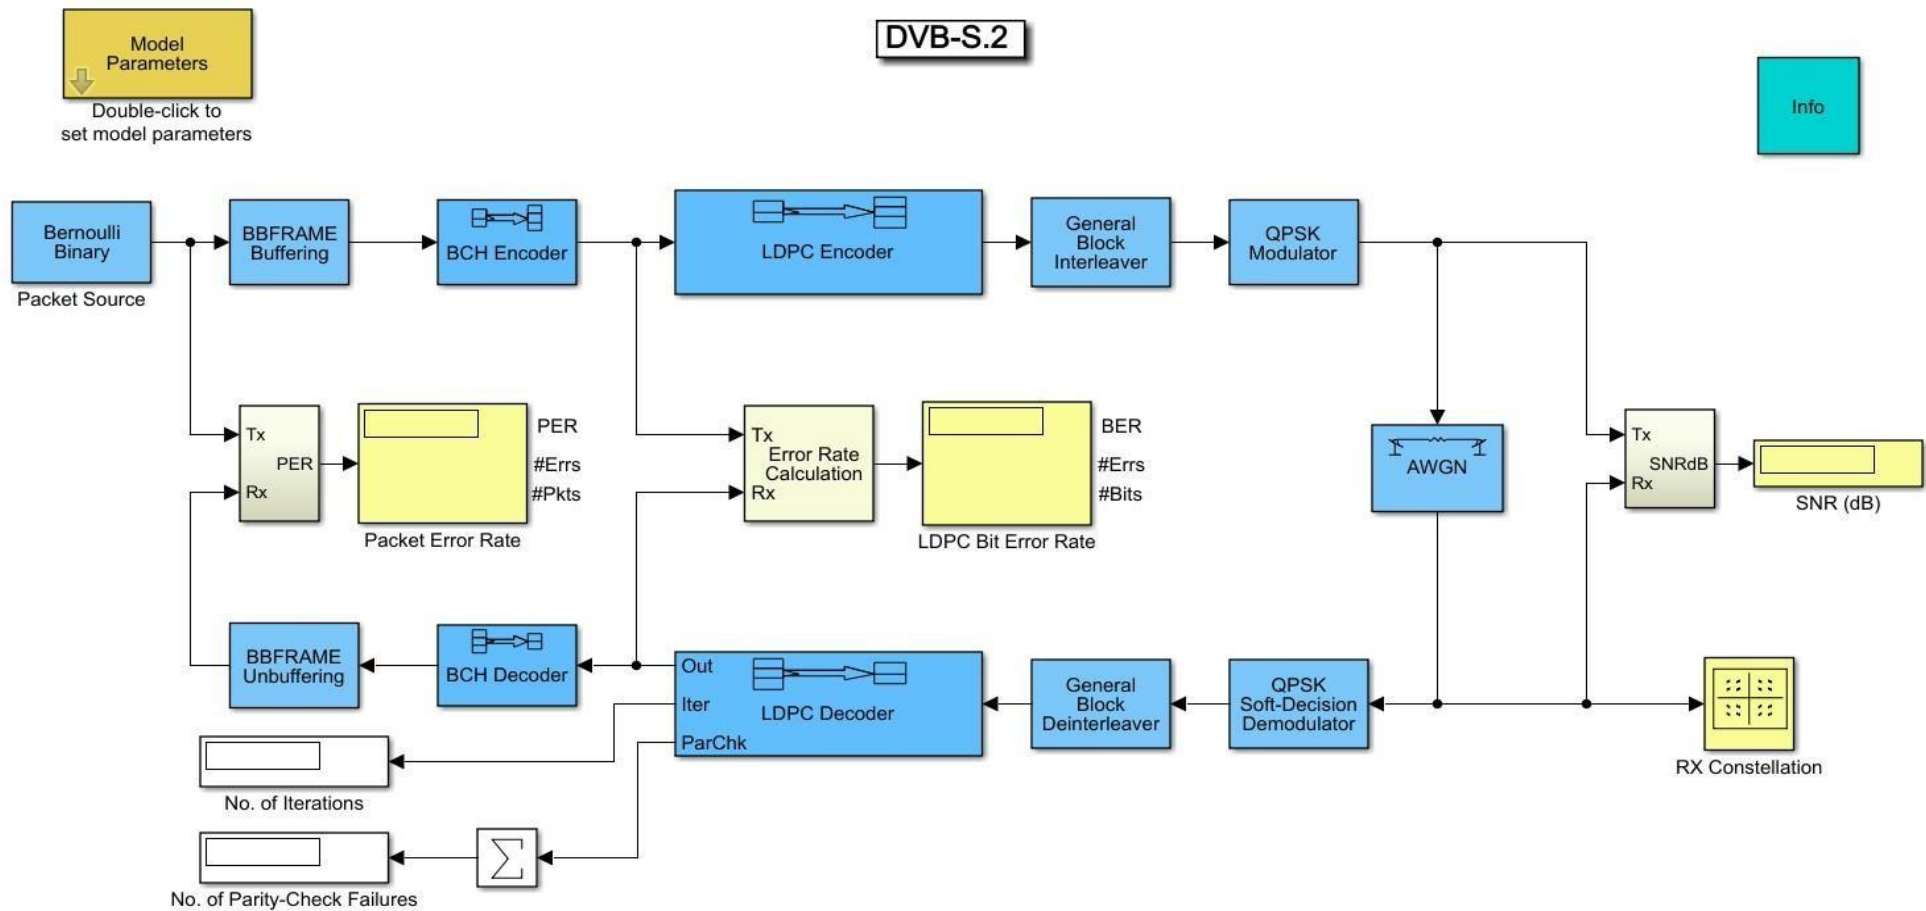 DVB-S.2
Model
Parameters
Double-click to
set model parameters
Info
Bernoulli
Binary
Packet Source
BBFRAME
Buffering
BCH Encoder
LDPC Encoder
General
Block
Interleaver
QPSK
Modulator
Tx
PER
Rx
PER
#Errs
#Pkts
Packet Error Rate
Tx
Error Rate
Calculation
Rx
BER
#Errs
#Bits
LDPC Bit Error Rate
AWGN
Tx
SNRdB
Rx
SNR (dB)
BBFRAME
Unbuffering
BCH Decoder
Out
Iter
ParChk
LDPC Decoder
General
Block
Deinterleaver
QPSK
Soft-Decision
Demodulator
RX Constellation
No. of Iterations
∑
No. of Parity-Check Failures